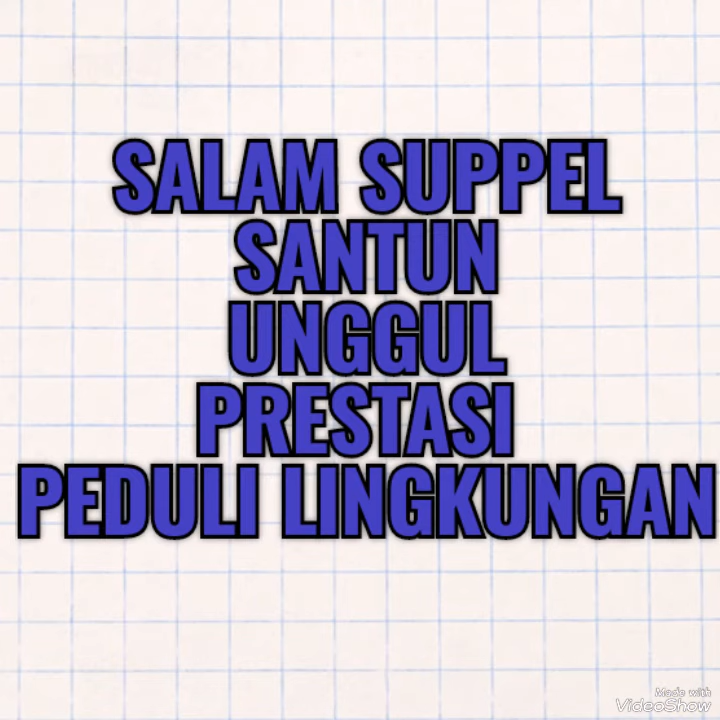 SALAM SUPPEL
SANTUN
UNGGUL
PRESTASI
PEDULI LINGKUNGAN
Made with
VideoShow